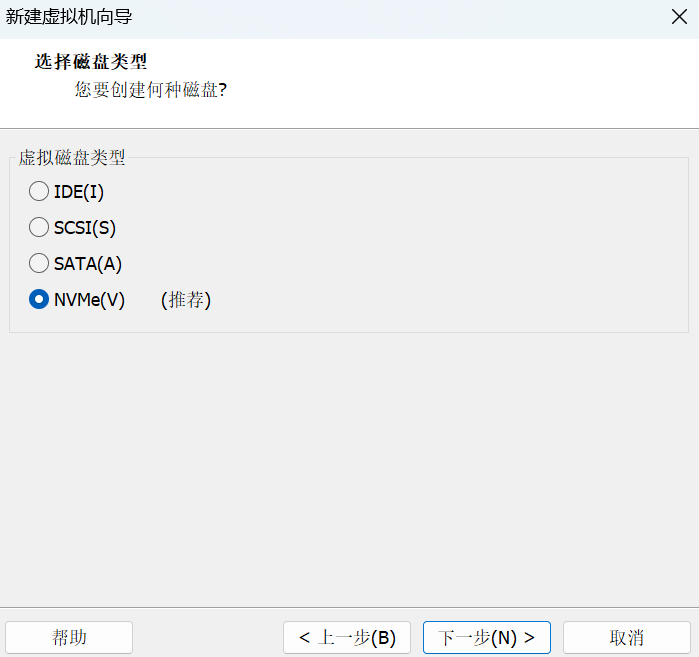 新建虚拟机向导
选择磁盘类型
您要创建何种磁盘?
虚拟磁盘类型
IDE(I)
SCSI(S)
SATA(A)
NVMe(V) (推荐)
帮助 < 上一步(B) 下一步(N) > 取消